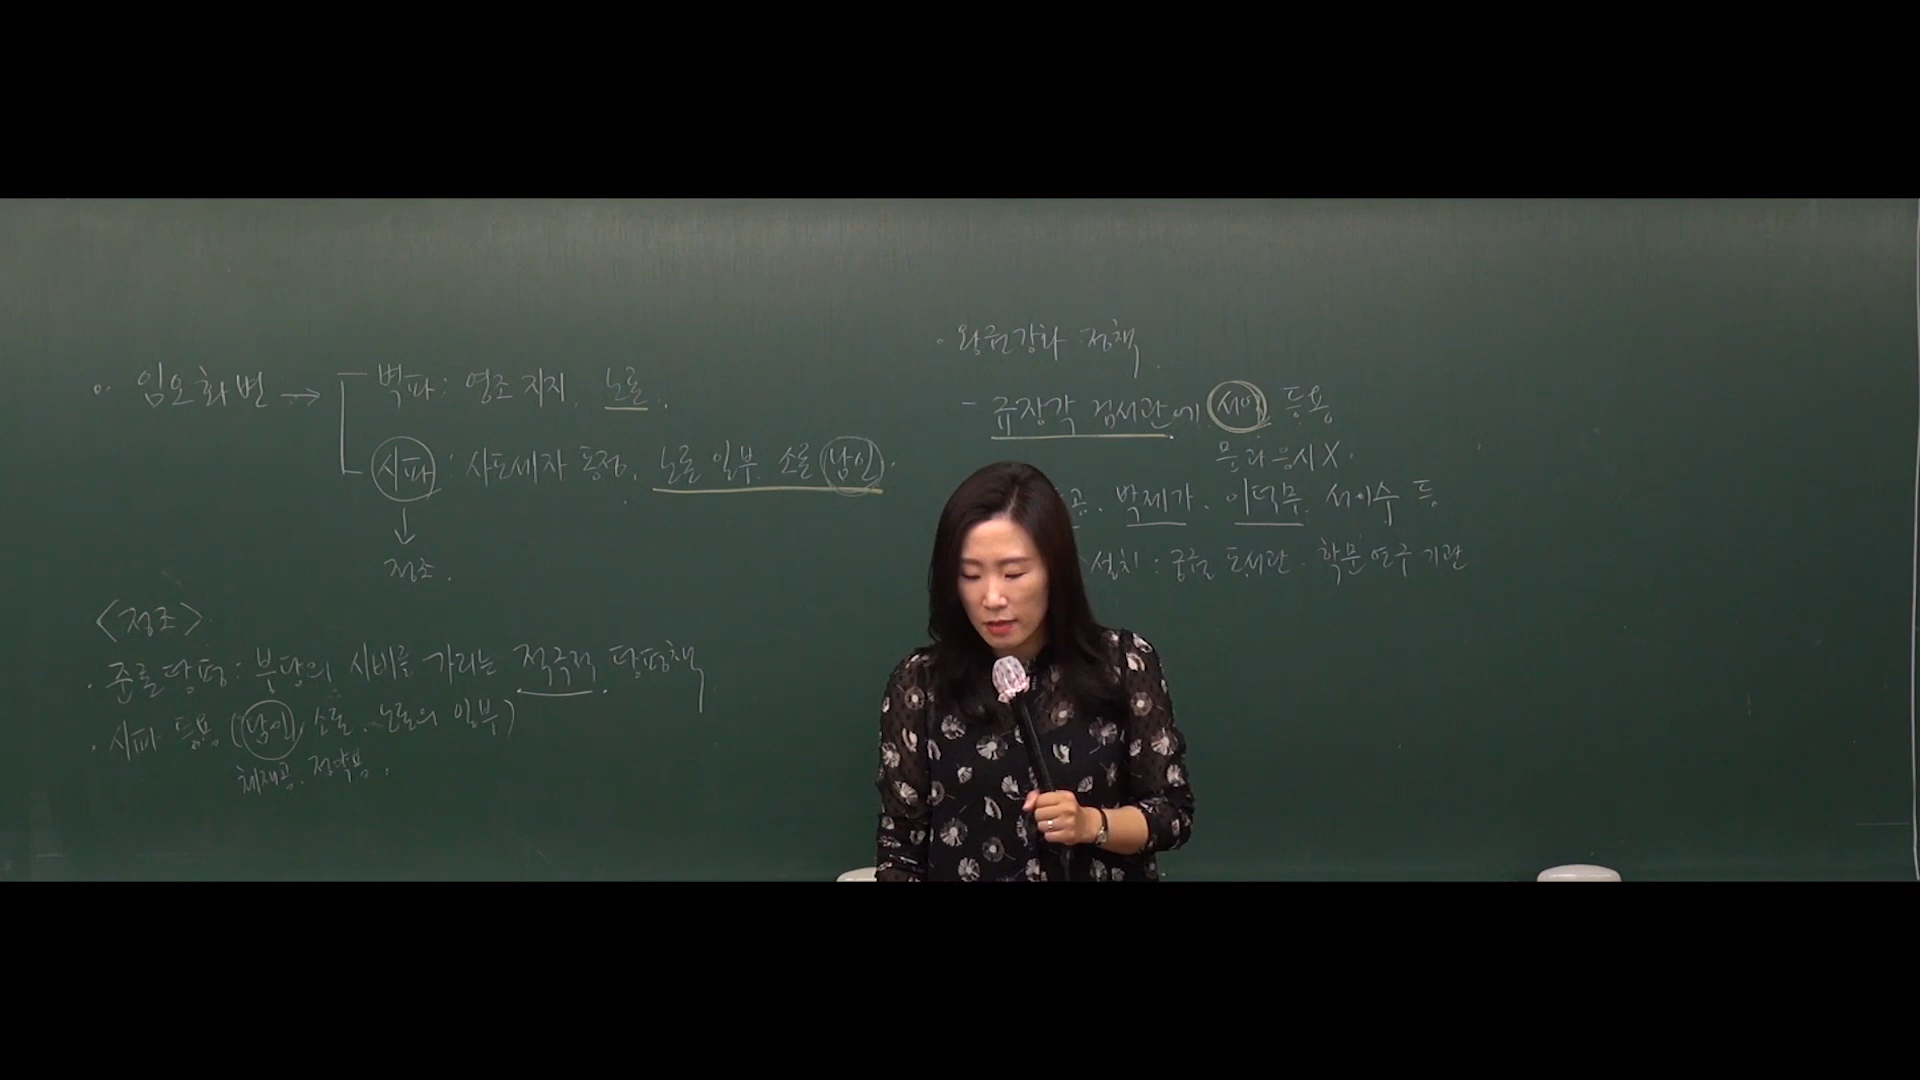 임오화변 → 벽파 : 영조 지지. 노론.
시파 : 사도세자 동정. 노론 일부. 소론 남인.
↓
정조.
<정조>
· 준론탕평 : 붕당의 시비를 가리는 적극적 탕평책
· 시파 등용 (남인, 소론, 노론의 일부)
채제공. 정약용.
· 왕권강화 정책
- 규장각 검서관에 서얼 등용
문과응시 X.
공. 박제가. 이덕무. 서이수 등
설치 : 궁궐 도서관. 학문 연구 기관